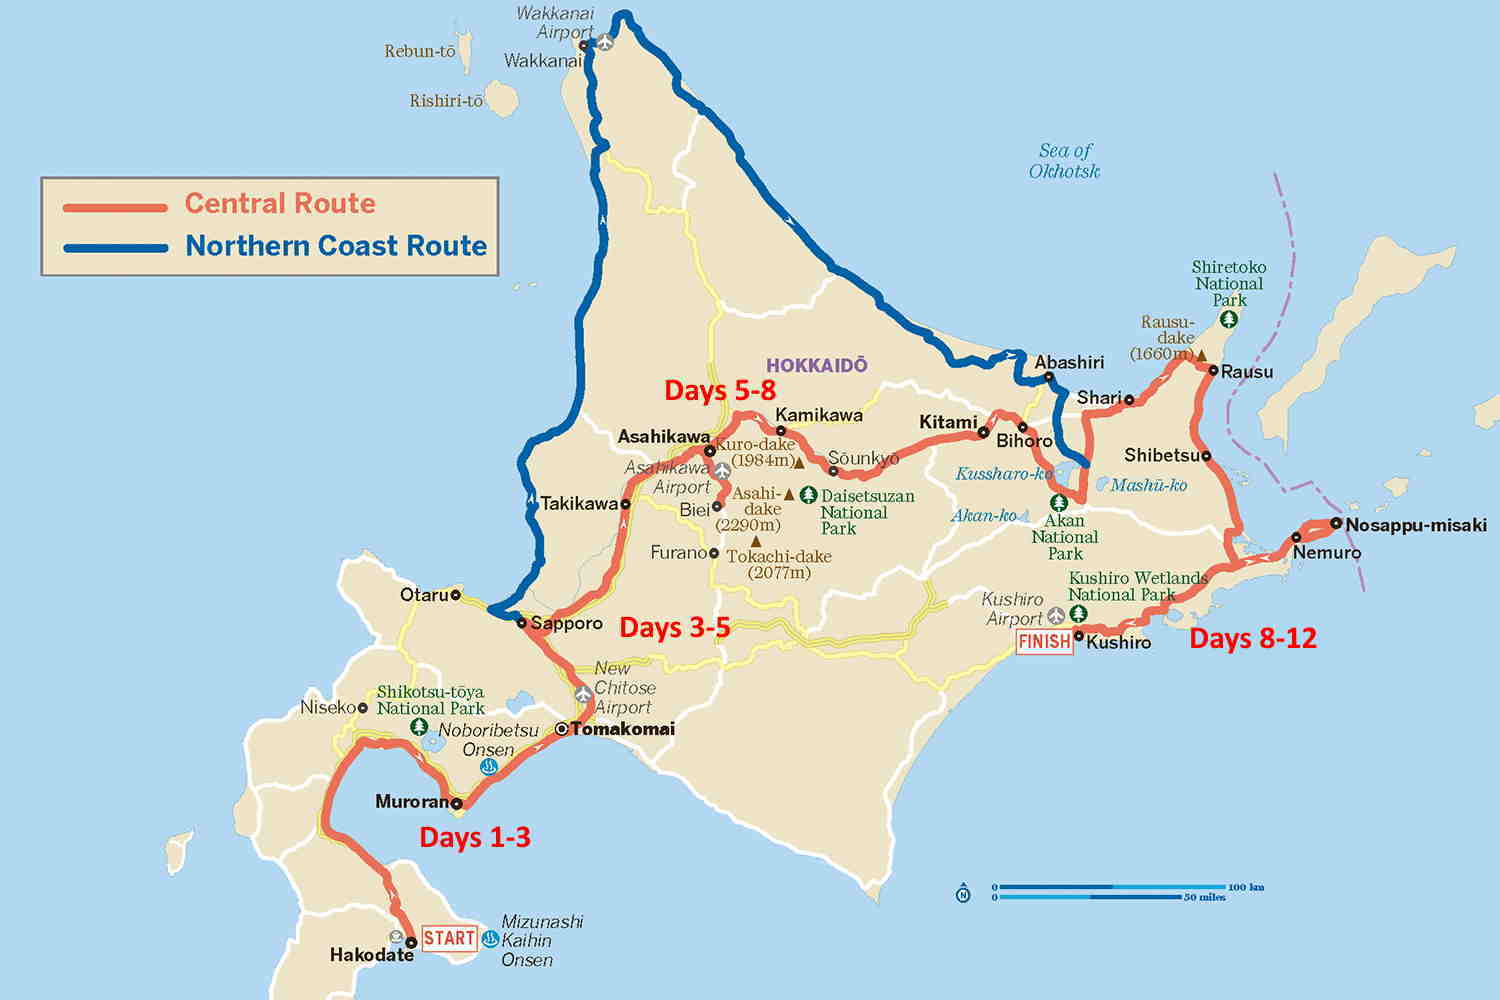 Wakkanai
Airport
Wakkanai
Rebun-tō
Rishiri-tō
Sea of
Okhotsk
Central Route
Northern Coast Route
Shiretoko
National
Park
Rausu-
dake
(1660m)
Rausu
HOKKAIDŌ
Abashiri
Shari
Days 5-8
Kamikawa
Kitami
Bihoro
Asahikawa
Kuro-dake
(1984m)
Sōunkyō
Shibetsu
Asahikawa
Airport
Kussharo-ko
Mashū-ko
Takikawa
Biei
Asahi-
dake
(2290m)
Daisetsuzan
National
Park
Akan-ko
Akan
National
Park
Nosappu-misaki
Nemuro
Furano
Tokachi-dake
(2077m)
Kushiro Wetlands
National Park
Otaru
Sapporo
Days 3-5
Kushiro
Airport
FINISH
Kushiro
Days 8-12
New
Chitose
Airport
Shikotsu-tōya
National Park
Niseko
Noboribetsu
Onsen
Tomakomai
Muroran
Days 1-3
0
100 km
N
0
50 miles
START
Hakodate
Mizunashi
Kaihin
Onsen